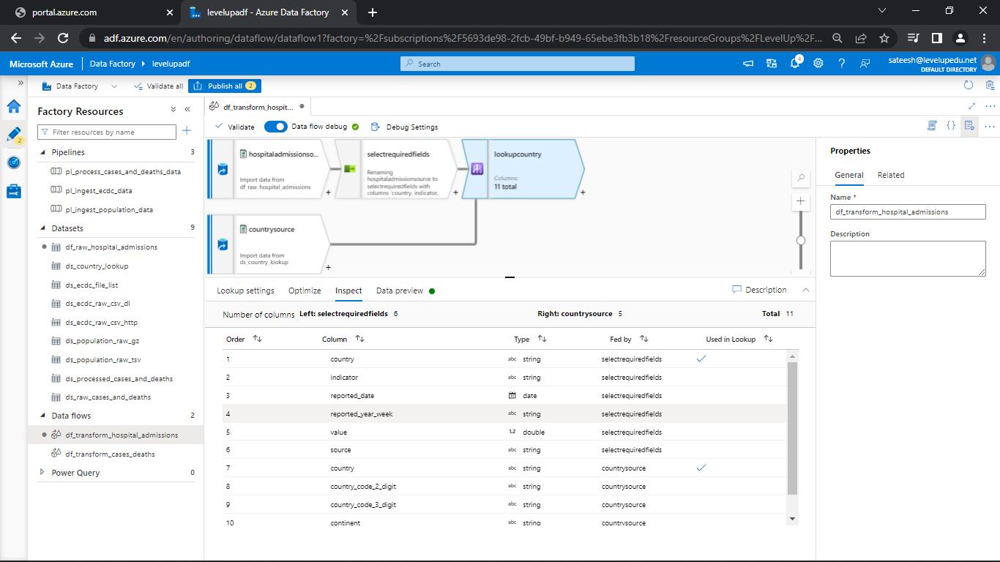 portal.azure.com
levelupadf - Azure Data Factory
adf.azure.com/en/authoring/dataflow/dataflow1?factory=%2Fsubscriptions%2F5693de98-2fcb-49bf-b949-65ebe3fb3b18%2FresourceGroups%2FLevelUp%2F...
Microsoft Azure
Data Factory
levelupadf
Search
4
sateesh@levelupedu.net
DEFAULT DIRECTORY
Data Factory
Validate all
Publish all 2
2
Factory Resources
Filter resources by name
Pipelines 3
pl_process_cases_and_deaths_data
pl_ingest_ecdc_data
pl_ingest_population_data
Datasets 9
df_raw_hospital_admissions
ds_country_lookup
ds_ecdc_file_list
ds_ecdc_raw_csv_dl
ds_ecdc_raw_csv_http
ds_population_raw_gz
ds_population_raw_tsv
ds_processed_cases_and_deaths
ds_raw_cases_and_deaths
Data flows 2
df_transform_hospital_admissions
df_transform_cases_deaths
Power Query 0
df_transform_hospit...
Validate
Data flow debug
Debug Settings
hospitaladmissionso...
Import data from
df_raw_hospital_admissions
selectrequiredfields
Renaming
hospitaladmissionsource to
selectrequiredfields with
columns 'country, indicator,
lookupcountry
Columns:
11 total
countrysource
Import data from
ds_country_lookup
Lookup settings
Optimize
Inspect
Data preview
Description
Number of columns Left: selectrequiredfields 6 Right: countrysource 5 Total 11
Order Column Type Fed by Used in Lookup
1 country abc string selectrequiredfields
2 indicator abc string selectrequiredfields
3 reported_date date selectrequiredfields
4 reported_year_week abc string selectrequiredfields
5 value 1.2 double selectrequiredfields
6 source abc string selectrequiredfields
7 country abc string countrysource
8 country_code_2_digit abc string countrysource
9 country_code_3_digit abc string countrysource
10 continent abc string countrysource
Properties
General
Related
Name *
df_transform_hospital_admissions
Description